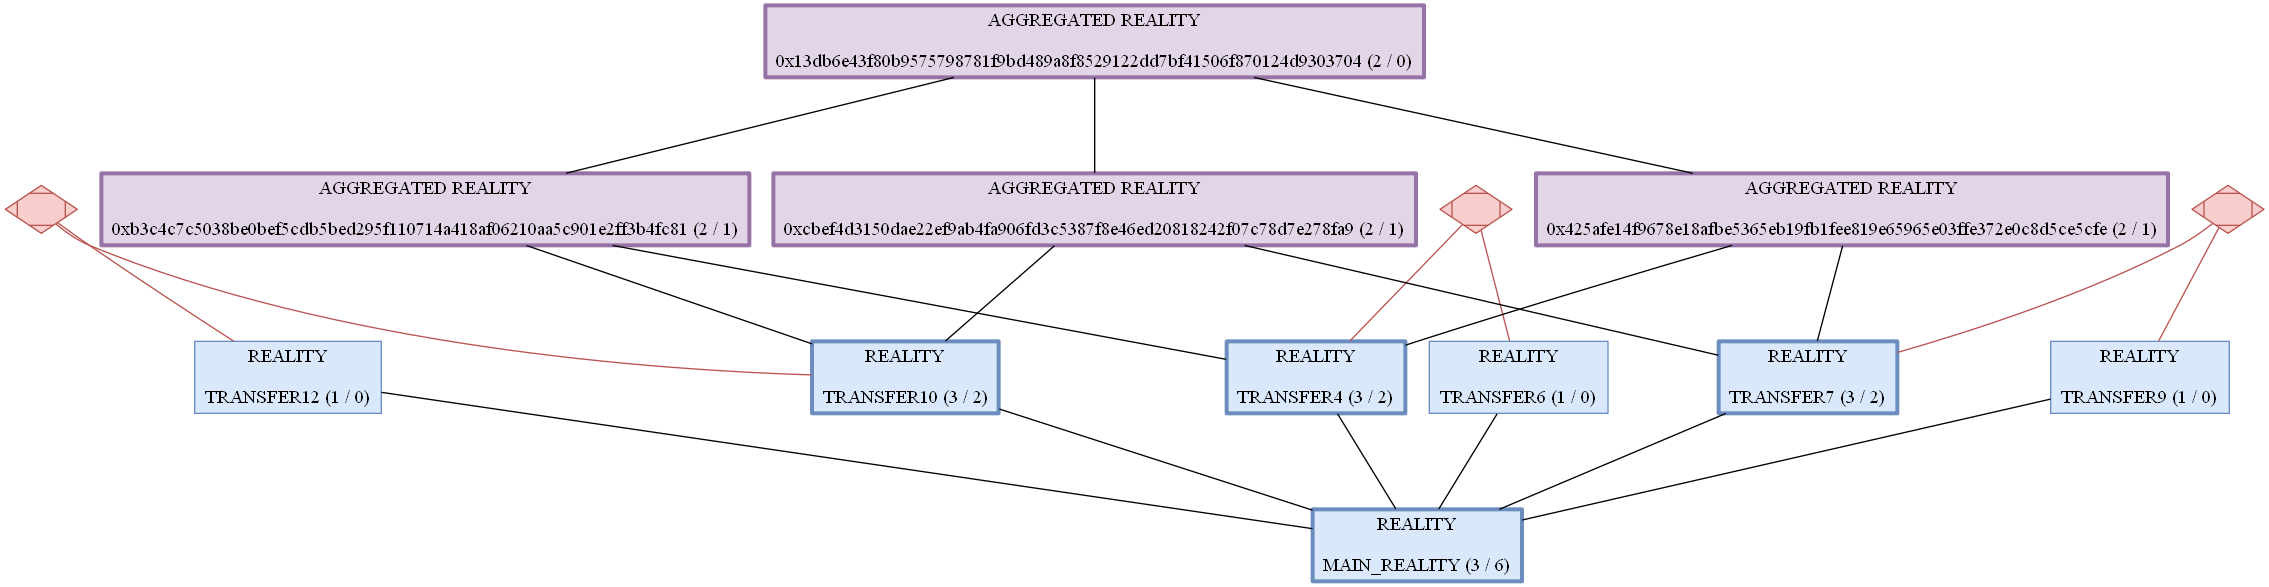 AGGREGATED REALITY
0x13db6e43f80b9575798781f9bd489a8f8529122dd7bf41506f870124d9303704 (2 / 0)
AGGREGATED REALITY
0xb3c4c7c5038be0bef5cdb5bed295f110714a418af06210aa5c901e2ff3b4fc81 (2 / 1)
AGGREGATED REALITY
0xcbef4d3150dae22ef9ab4fa906fd3c5387f8e46ed20818242f07c78d7e278fa9 (2 / 1)
AGGREGATED REALITY
0x425afe14f9678e18afbe5365eb19fb1fee819e65965e03ffe372e0c8d5ce5cfe (2 / 1)
REALITY
TRANSFER12 (1 / 0)
REALITY
TRANSFER10 (3 / 2)
REALITY
TRANSFER4 (3 / 2)
REALITY
TRANSFER6 (1 / 0)
REALITY
TRANSFER7 (3 / 2)
REALITY
TRANSFER9 (1 / 0)
REALITY
MAIN_REALITY (3 / 6)